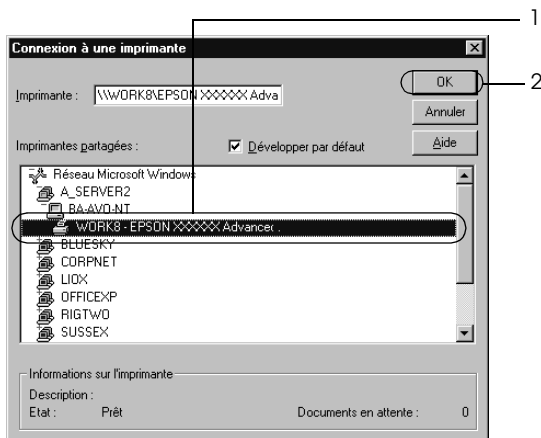 1
Connexion à une imprimante
Imprimante : \\WORK8\EPSON XXXXXX Adva
OK
2
Annuler
Imprimantes partagées :
Développer par défaut
Aide
Réseau Microsoft Windows
A_SERVER2
BA-AVO-NT
WORK8 - EPSON XXXXXX Advancec .
BLUESKY
CORPNET
LIOX
OFFICEXP
RIGTWO
SUSSEX
Informations sur l'imprimante
Description :
Etat : Prêt
Documents en attente : 0